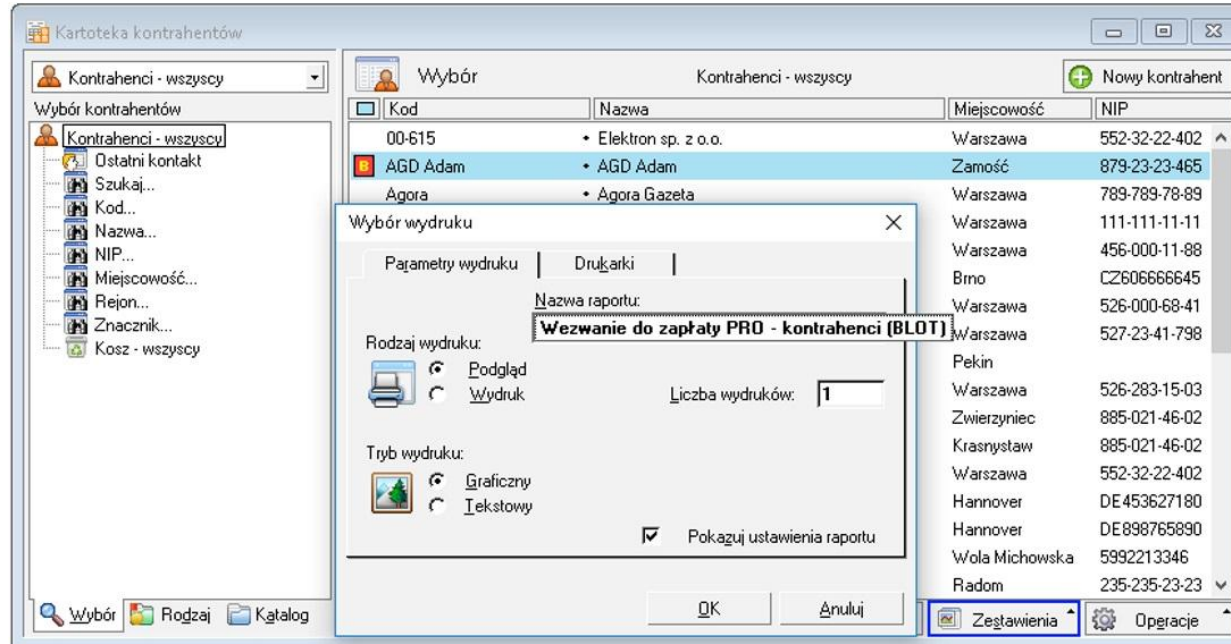 Kartoteka kontrahentów
Kontrahenci - wszyscy
Wybór kontrahentów
Kontrahenci - wszyscy
Ostatni kontakt
Szukaj...
Kod...
Nazwa...
NIP...
Miejscowość...
Rejon...
Znacznik...
Kosz - wszyscy
Wybór Rodzaj Katalog
Wybór Kontrahenci - wszyscy Nowy kontrahent
Kod Nazwa Miejscowość NIP
00-615 • Elektron sp. z o.o. Warszawa 552-32-22-402
B AGD Adam • AGD Adam Zamość 879-23-23-465
Agora • Agora Gazeta Warszawa 789-789-78-89
Warszawa 111-111-11-11
Warszawa 456-000-11-88
Brno CZ606666645
Warszawa 526-000-68-41
Warszawa 527-23-41-798
Pekin
Warszawa 526-283-15-03
Zwierzyniec 885-021-46-02
Krasnystaw 885-021-46-02
Warszawa 552-32-22-402
Hannover DE453627180
Hannover DE898765890
Wola Michowska 5992213346
Radom 235-235-23-23
Zestawienia Operacje
Wybór wydruku
Parametry wydruku Drukarki
Nazwa raportu:
Wezwanie do zapłaty PRO - kontrahenci (BLOT)
Rodzaj wydruku:
Podgląd
Wydruk Liczba wydruków: 1
Tryb wydruku:
Graficzny
Tekstowy
Pokazuj ustawienia raportu
OK Anuluj